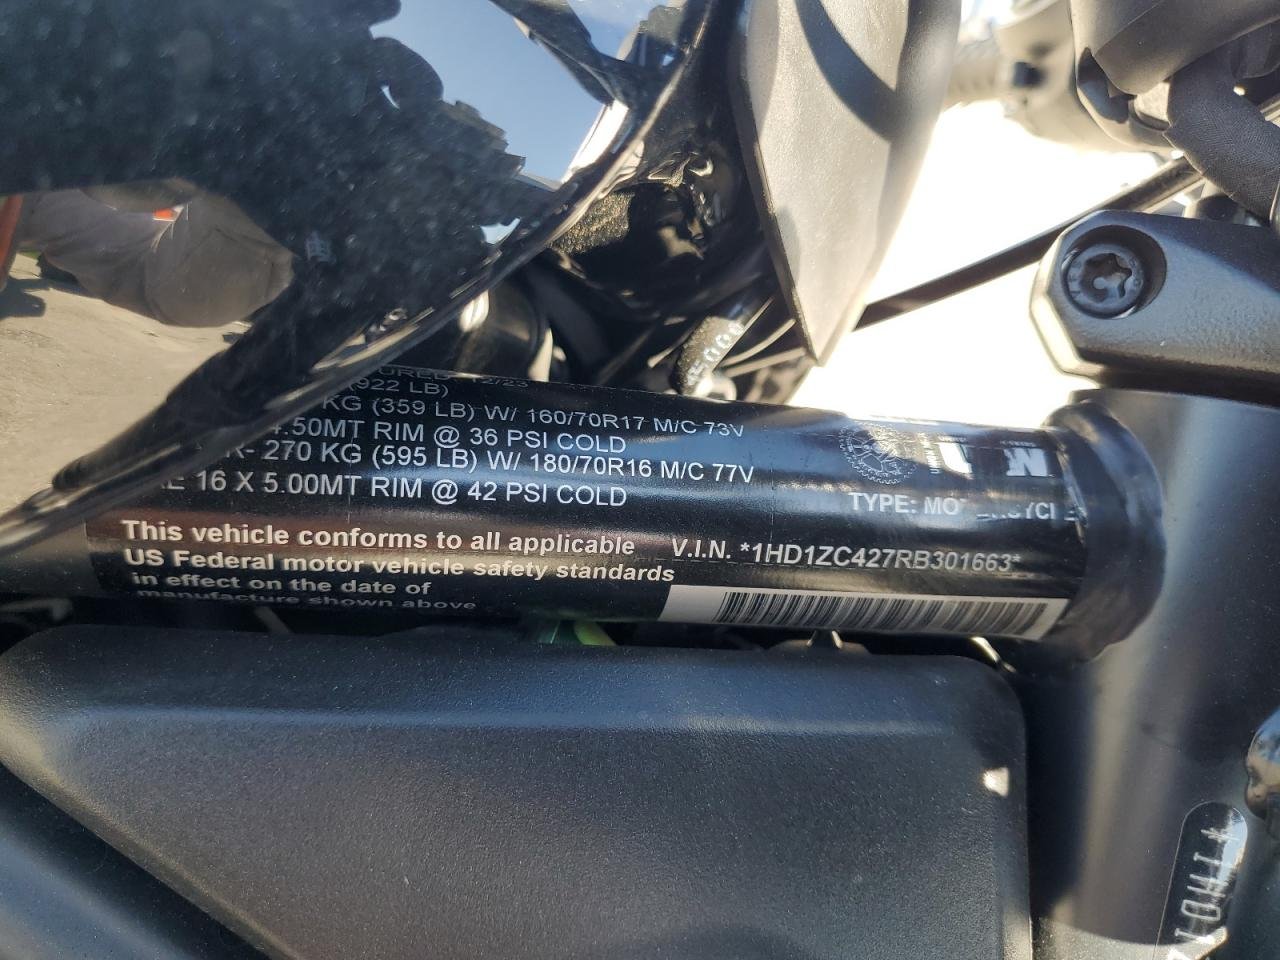 12/23
(922 LB)
KG (359 LB) W/ 160/70R17 M/C 73V
4.50MT RIM @ 36 PSI COLD
R- 270 KG (595 LB) W/ 180/70R16 M/C 77V
16 X 5.00MT RIM @ 42 PSI COLD
This vehicle conforms to all applicable
US Federal motor vehicle safety standards
in effect on the date of
manufacture shown above
TYPE:
V.I.N. *1HD1ZC427RB301663*